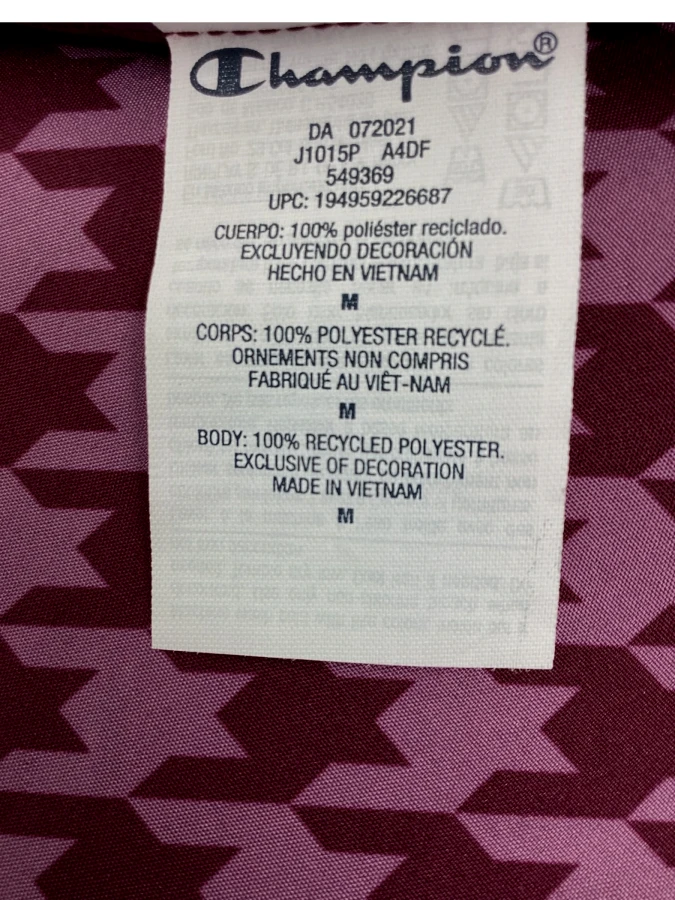 Champion®
DA 072021
J1015P A4DF
549369
UPC: 194959226687
CUERPO: 100% poliéster reciclado.
EXCLUYENDO DECORACIÓN
HECHO EN VIETNAM
M
CORPS: 100% POLYESTER RECYCLÉ.
ORNEMENTS NON COMPRIS
FABRIQUÉ AU VIÊT-NAM
M
BODY: 100% RECYCLED POLYESTER.
EXCLUSIVE OF DECORATION
MADE IN VIETNAM
M